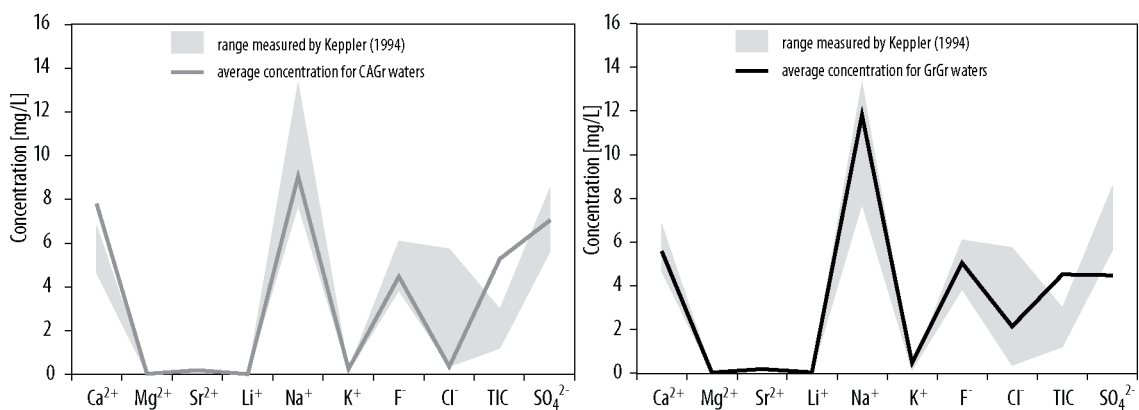 16
14
12
10
8
6
4
2
0
Concentration [mg/L]
range measured by Keppler (1994)
average concentration for CAGr waters
Ca²⁺ Mg²⁺ Sr²⁺ Li⁺ Na⁺ K⁺ F⁻ Cl⁻ TIC SO₄²⁻
16
14
12
10
8
6
4
2
0
Concentration [mg/L]
range measured by Keppler (1994)
average concentration for GrGr waters
Ca²⁺ Mg²⁺ Sr²⁺ Li⁺ Na⁺ K⁺ F⁻ Cl⁻ TIC SO₄²⁻